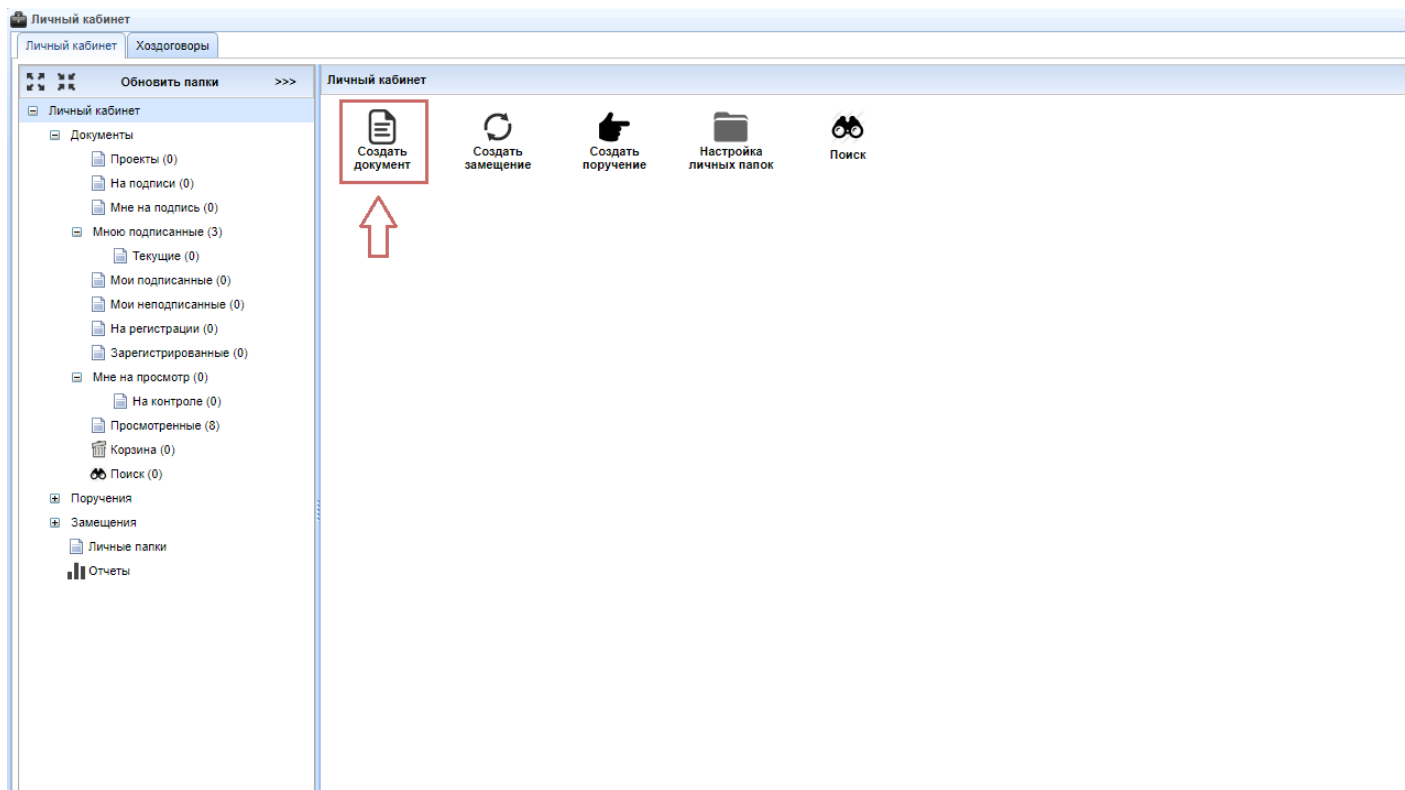 Личный кабинет
Личный кабинет Хоздоговоры
Обновить папки >>>
Личный кабинет
Документы
Проекты (0)
На подписи (0)
Мне на подпись (0)
Мною подписанные (3)
Текущие (0)
Мои подписанные (0)
Мои неподписанные (0)
На регистрации (0)
Зарегистрированные (0)
Мне на просмотр (0)
На контроле (0)
Просмотренные (8)
Корзина (0)
Поиск (0)
Поручения
Замещения
Личные папки
Отчеты
Личный кабинет
Создать
документ
Создать
замещение
Создать
поручение
Настройка
личных папок
Поиск